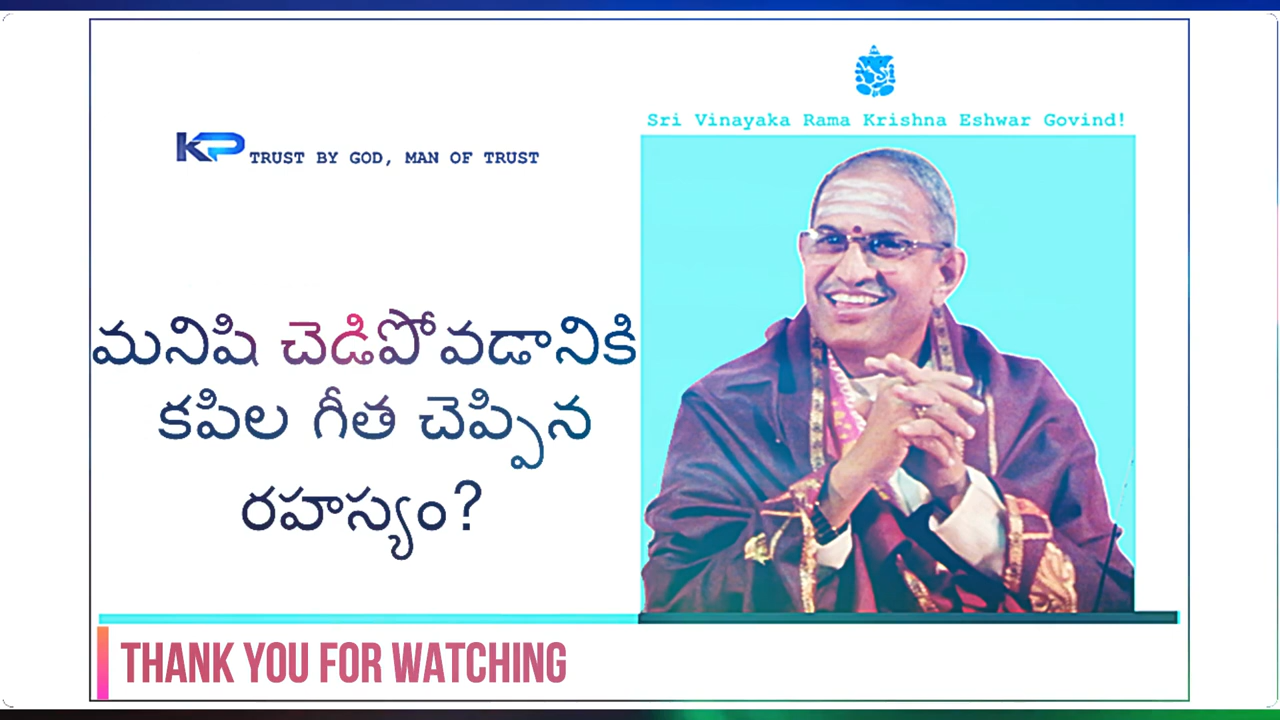 Sri Vinayaka Rama Krishna Eshwar Govind!
KP TRUST BY GOD, MAN OF TRUST
మనిషి చెడిపోవడానికి
కపిల గీత చెప్పిన
రహస్యం?
THANK YOU FOR WATCHING